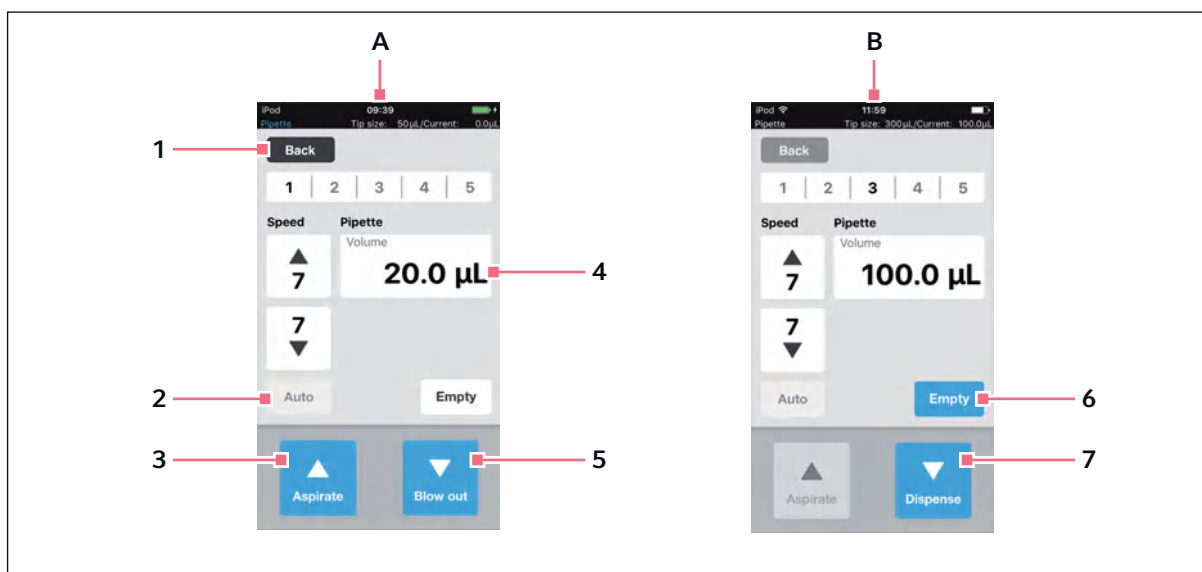 A B
iPod 09:39
Pipette Tip size: 50µL/Current: 0.0µL
1 Back
1 2 3 4 5
Speed Pipette
Volume
7 20.0 µL 4
7
2 Auto Empty
3 5
Aspirate Blow out
iPod 11:59
Pipette Tip size: 300µL/Current: 100.0µL
Back
1 2 3 4 5
Speed Pipette
Volume
7 100.0 µL
7
Auto Empty 6
7
Aspirate Dispense